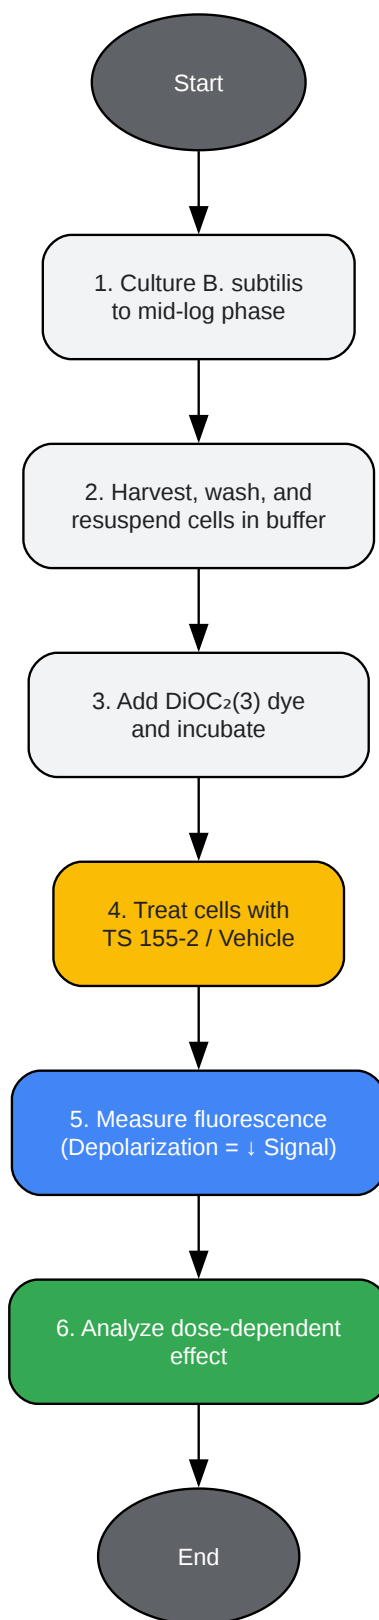 Start
1. Culture B. subtilis
to mid-log phase
2. Harvest, wash, and
resuspend cells in buffer
3. Add DiOC₂(3) dye
and incubate
4. Treat cells with
TS 155-2 / Vehicle
5. Measure fluorescence
(Depolarization = ↓ Signal)
6. Analyze dose-dependent
effect
End